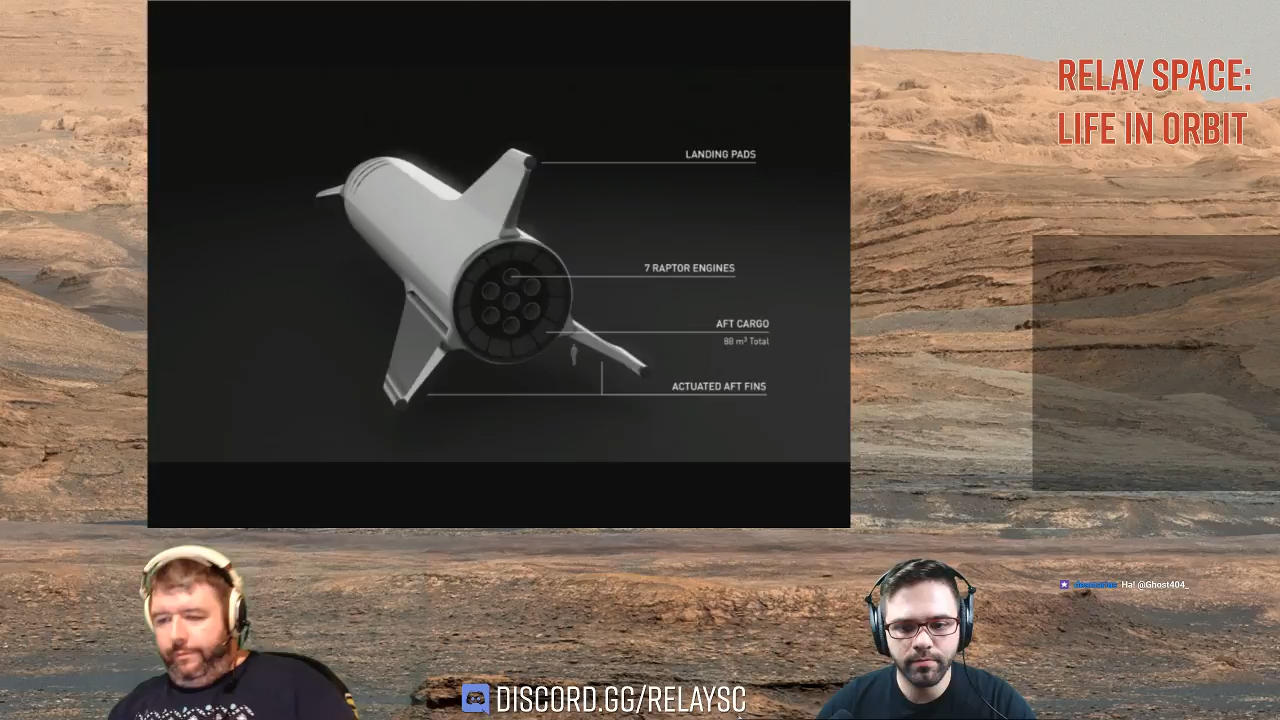 RELAY SPACE:
LIFE IN ORBIT
LANDING PADS
7 RAPTOR ENGINES
AFT CARGO
88 m³ Total
ACTUATED AFT FINS
Ha! @Ghost404_
DISCORD.GG/RELAYSC